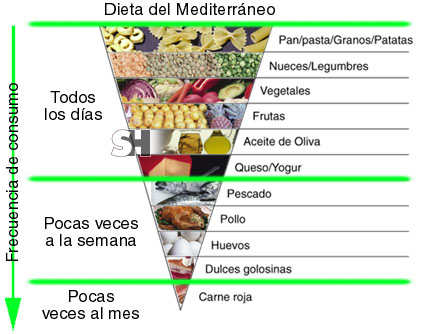 Dieta del Mediterráneo
Frecuencia de consumo
Todos
los días
Pan/pasta/Granos/Patatas
Nueces/Legumbres
Vegetales
Frutas
SH
Aceite de Oliva
Queso/Yogur
Pocas veces
a la semana
Pescado
Pollo
Huevos
Dulces golosinas
Pocas
veces al mes
Carne roja